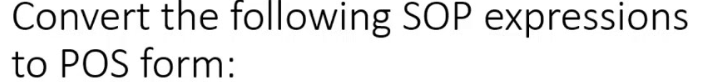 Convert the following SOP expressions
to POS form: